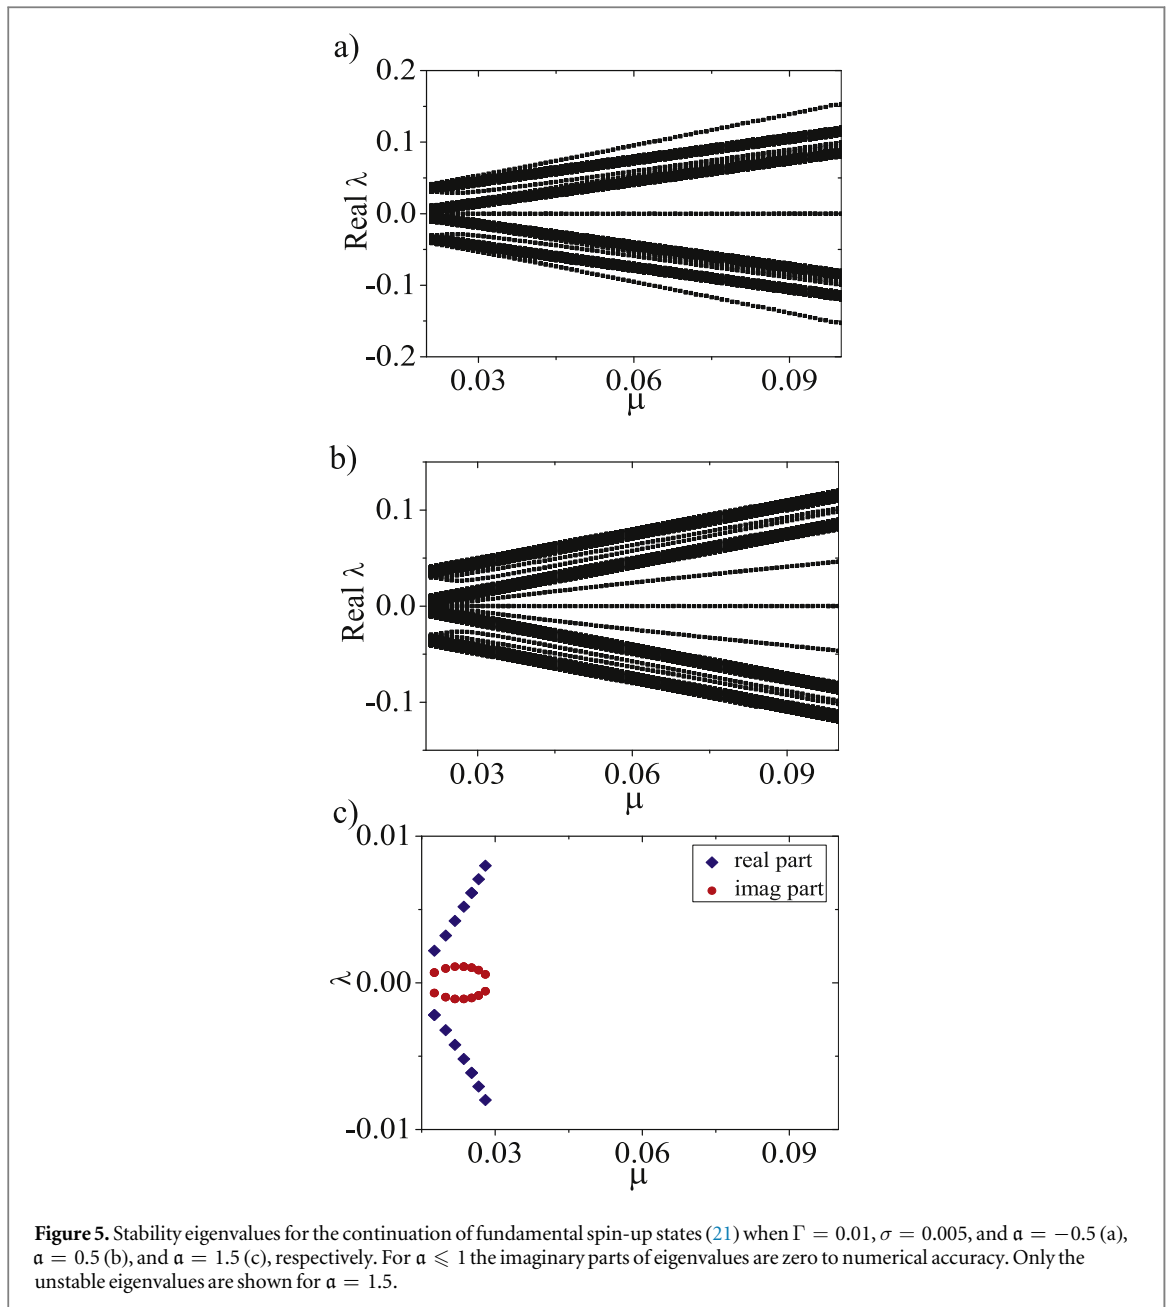 a)
0.2
0.1
0.0
-0.1
-0.2
Real λ
0.03 0.06 0.09
μ
b)
0.1
0.0
-0.1
Real λ
0.03 0.06 0.09
μ
c)
0.01
0.00
-0.01
λ
real part
imag part
0.03 0.06 0.09
μ
Figure 5. Stability eigenvalues for the continuation of fundamental spin-up states (21) when Γ = 0.01, σ = 0.005, and 𝔞 = −0.5 (a),
𝔞 = 0.5 (b), and 𝔞 = 1.5 (c), respectively. For 𝔞 ⩽ 1 the imaginary parts of eigenvalues are zero to numerical accuracy. Only the
unstable eigenvalues are shown for 𝔞 = 1.5.